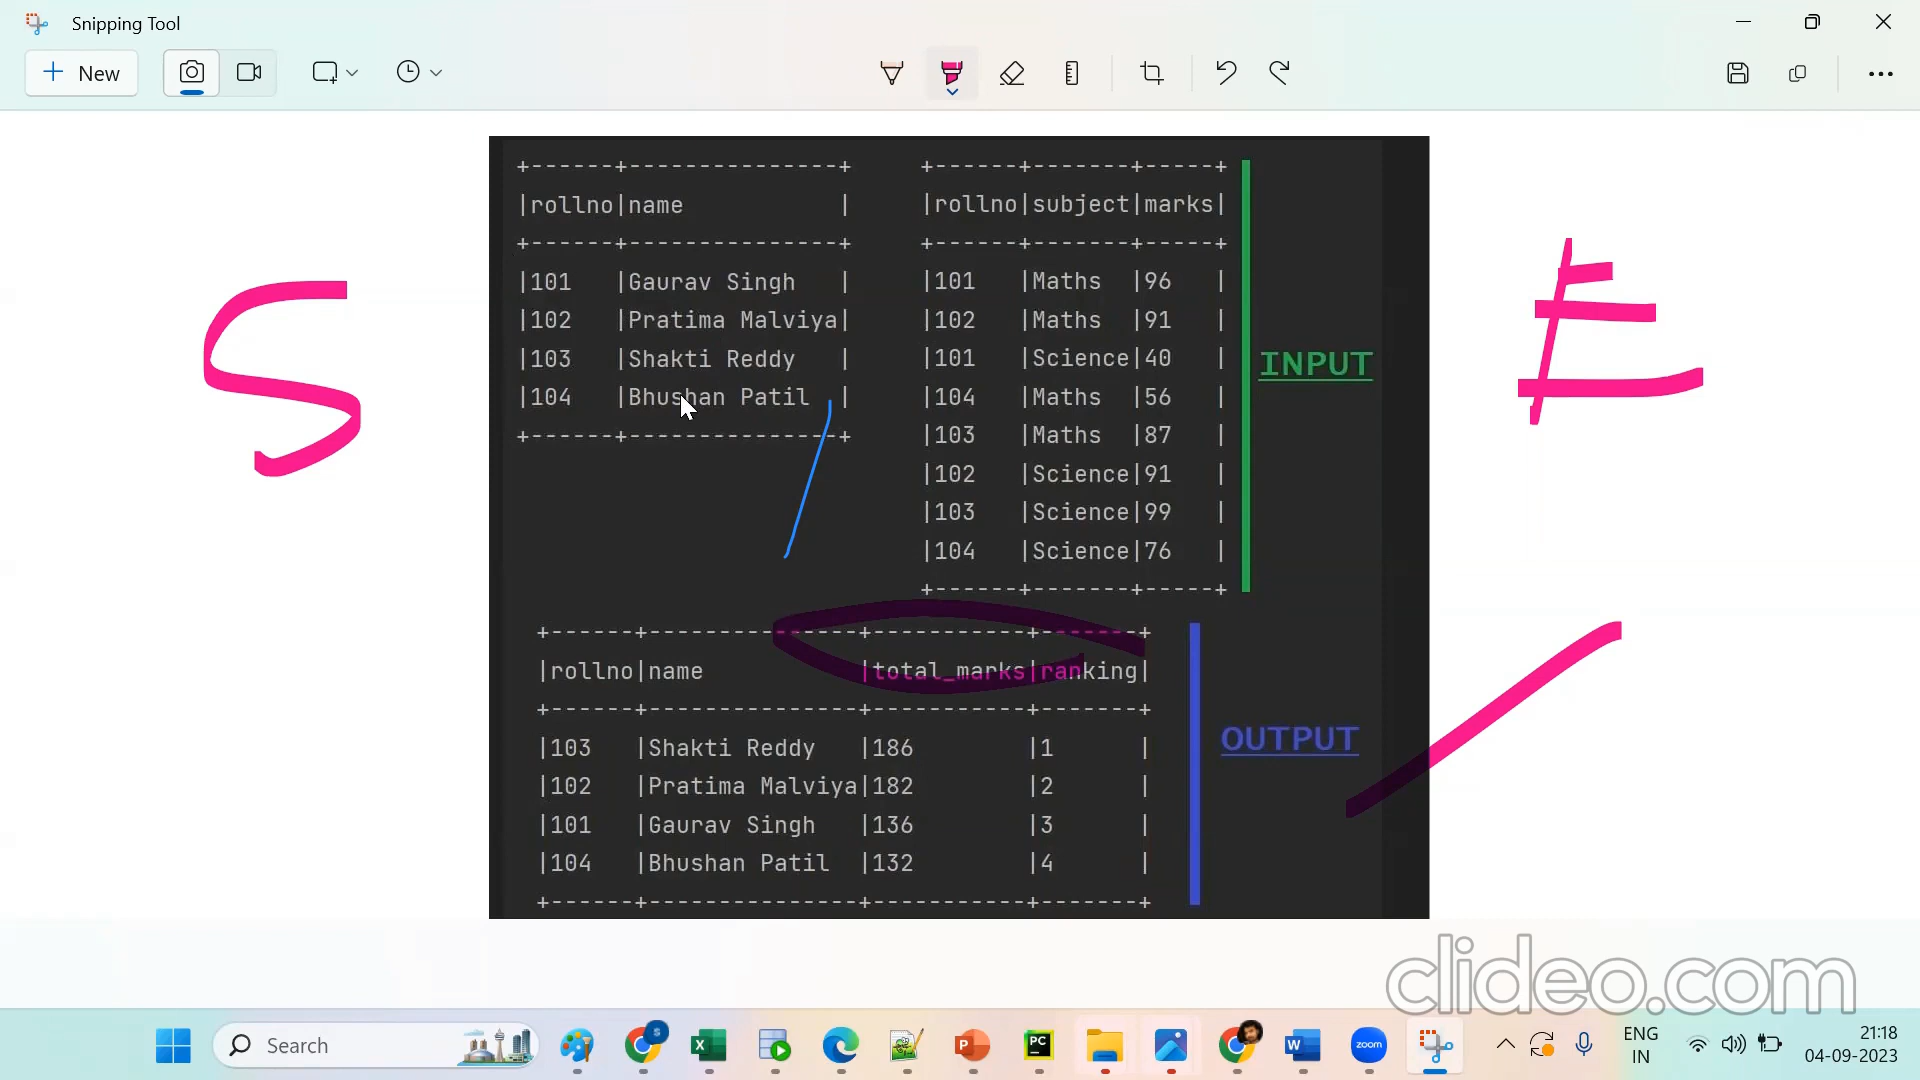 Snipping Tool
New
+------+---------------+
|rollno|name           |
+------+---------------+
|101   |Gaurav Singh   |
|102   |Pratima Malviya|
|103   |Shakti Reddy   |
|104   |Bhushan Patil  |
+------+---------------+
+------+-------+-----+
|rollno|subject|marks|
+------+-------+-----+
|101   |Maths  |96   |
|102   |Maths  |91   |
|101   |Science|40   |
|104   |Maths  |56   |
|103   |Maths  |87   |
|102   |Science|91   |
|103   |Science|99   |
|104   |Science|76   |
+------+-------+-----+
INPUT
S
E
+------+---------------+-----------+-------+
|rollno|name           |total_marks|ranking|
+------+---------------+-----------+-------+
|103   |Shakti Reddy   |186        |1      |
|102   |Pratima Malviya|182        |2      |
|101   |Gaurav Singh   |136        |3      |
|104   |Bhushan Patil  |132        |4      |
+------+---------------+-----------+-------+
OUTPUT
clideo.com
Search
S
X
P
PC
W
zoom
ENG
IN
21:18
04-09-2023